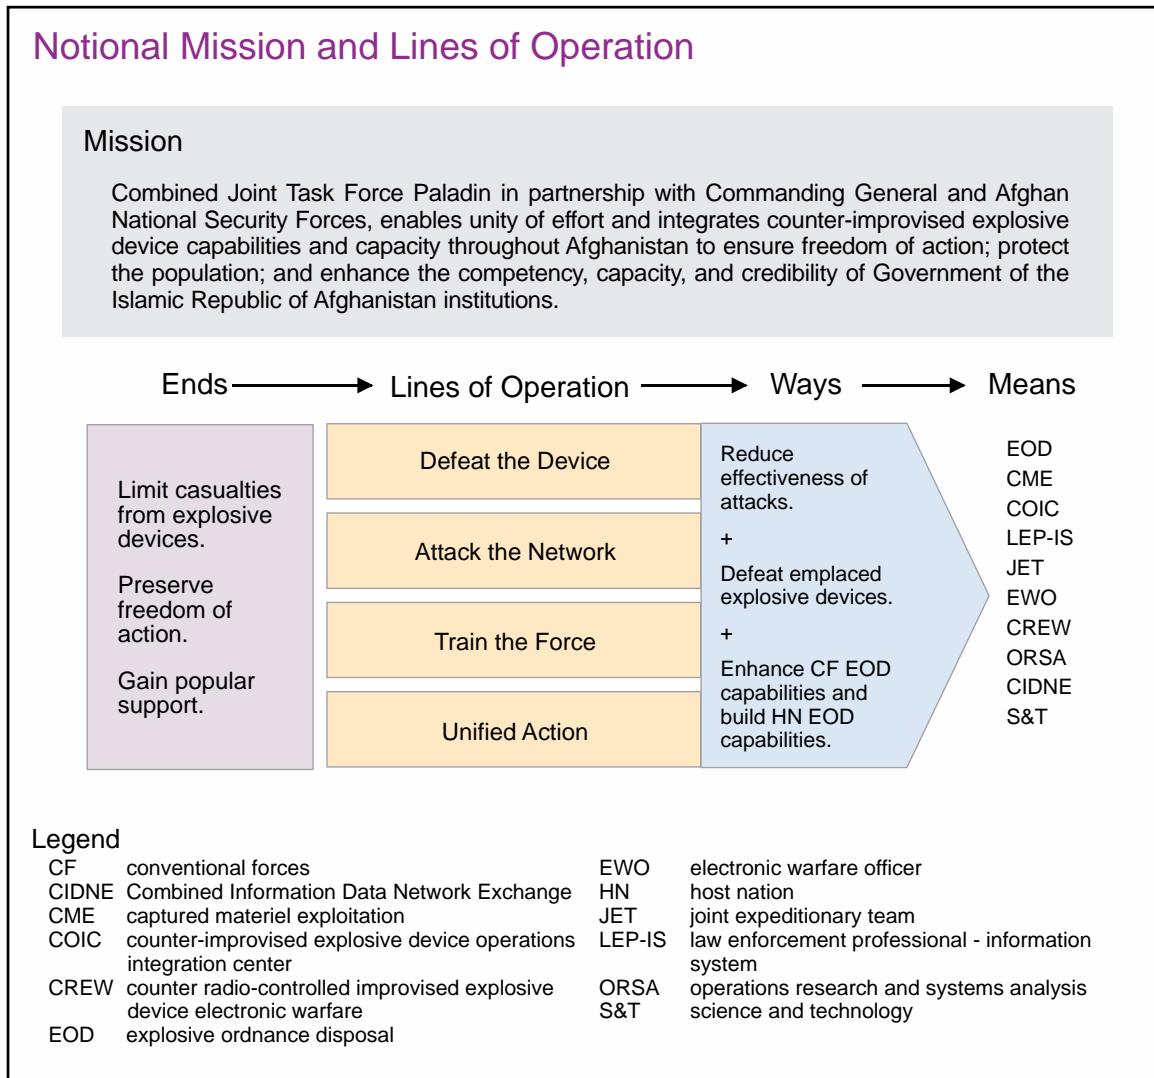 Notional Mission and Lines of Operation
Mission
Combined Joint Task Force Paladin in partnership with Commanding General and Afghan
National Security Forces, enables unity of effort and integrates counter-improvised explosive
device capabilities and capacity throughout Afghanistan to ensure freedom of action; protect
the population; and enhance the competency, capacity, and credibility of Government of the
Islamic Republic of Afghanistan institutions.
Ends
Lines of Operation
Ways
Means
Limit casualties
from explosive
devices.
Preserve
freedom of
action.
Gain popular
support.
Defeat the Device
Attack the Network
Train the Force
Unified Action
Reduce
effectiveness of
attacks.
+
Defeat emplaced
explosive devices.
+
Enhance CF EOD
capabilities and
build HN EOD
capabilities.
EOD
CME
COIC
LEP-IS
JET
EWO
CREW
ORSA
CIDNE
S&T
Legend
CF conventional forces
CIDNE Combined Information Data Network Exchange
CME captured materiel exploitation
COIC counter-improvised explosive device operations
integration center
CREW counter radio-controlled improvised explosive
device electronic warfare
EOD explosive ordnance disposal
EWO electronic warfare officer
HN host nation
JET joint expeditionary team
LEP-IS law enforcement professional - information
system
ORSA operations research and systems analysis
S&T science and technology